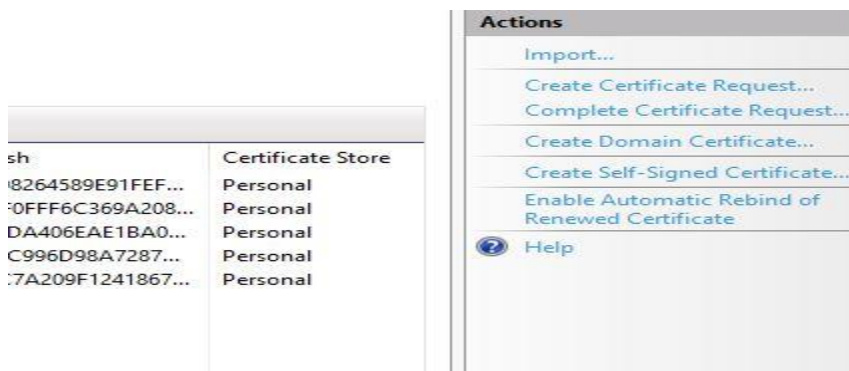 sh Certificate Store
8264589E91FEF... Personal
F0FFF6C369A208... Personal
DA406EAE1BA0... Personal
C996D98A7287... Personal
7A209F1241867... Personal
Actions
Import...
Create Certificate Request...
Complete Certificate Request...
Create Domain Certificate...
Create Self-Signed Certificate...
Enable Automatic Rebind of
Renewed Certificate
Help